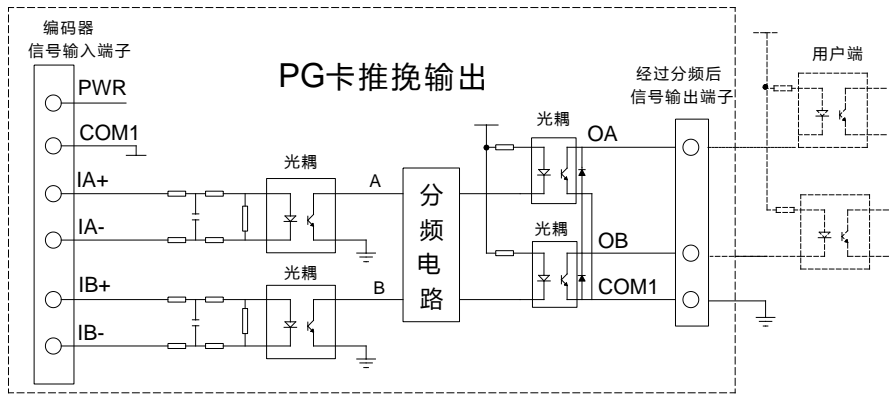 编码器
信号输入端子
PWR
COM1
IA+
IA-
IB+
IB-
PG卡推挽输出
光耦
光耦
A
B
分频电路
光耦
光耦
OA
OB
COM1
经过分频后
信号输出端子
用户端